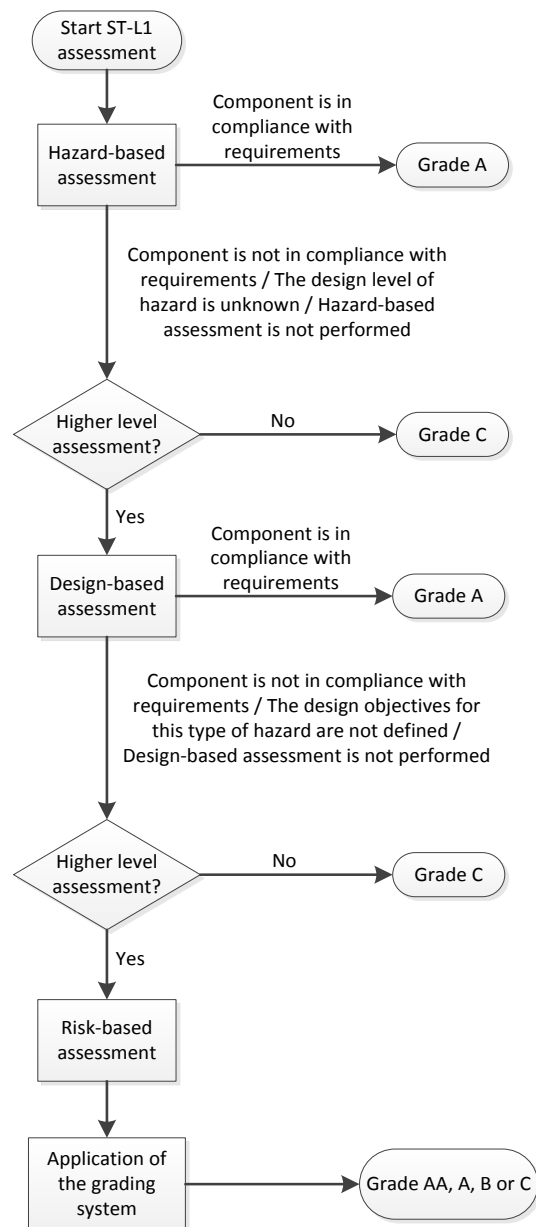 Start ST-L1
assessment
Component is in
compliance with
requirements
Hazard-based
assessment
Grade A
Component is not in compliance with
requirements / The design level of
hazard is unknown / Hazard-based
assessment is not performed
Higher level
assessment?
No
Grade C
Yes
Component is in
compliance with
requirements
Design-based
assessment
Grade A
Component is not in compliance with
requirements / The design objectives for
this type of hazard are not defined /
Design-based assessment is not performed
Higher level
assessment?
No
Grade C
Yes
Risk-based
assessment
Application of
the grading
system
Grade AA, A, B or C